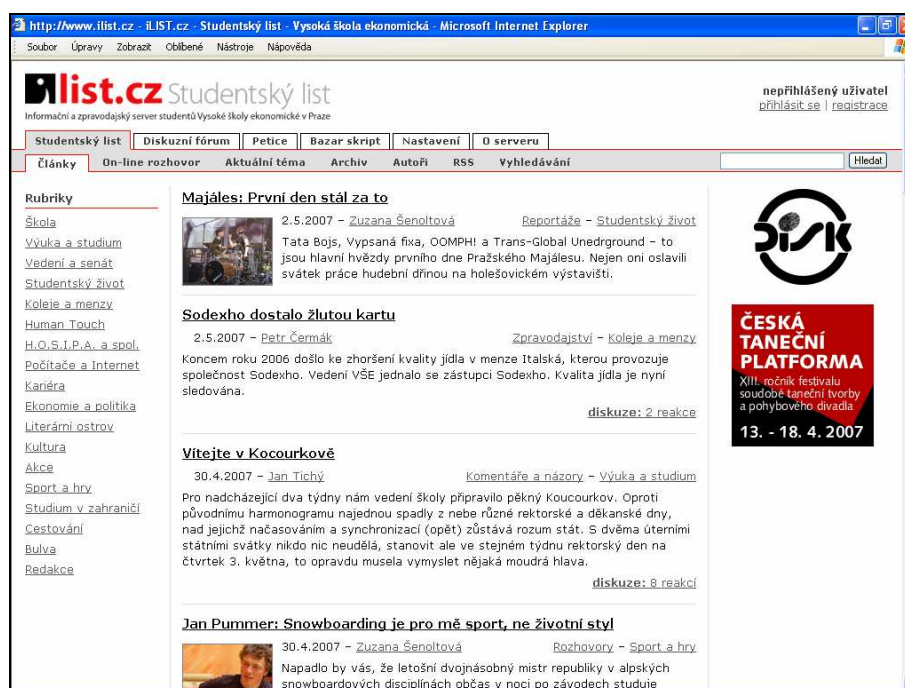 http://www.ilist.cz - iLIST.cz - Studentský list - Vysoká škola ekonomická - Microsoft Internet Explorer
Soubor Úpravy Zobrazit Oblíbené Nástroje Nápověda
ilist.cz Studentský list
Informační a zpravodajský server studentů Vysoké školy ekonomické v Praze
nepřihlášený uživatel
přihlásit se | registrace
Studentský list Diskuzní fórum Petice Bazar skript Nastavení O serveru
Články On-line rozhovor Aktuální téma Archiv Autoři RSS Vyhledávání Hledat
Rubriky
Škola
Výuka a studium
Vedení a senát
Studentský život
Koleje a menzy
Human Touch
H.O.S.I.P.A. a spol.
Počítače a Internet
Kariéra
Ekonomie a politika
Literární ostrov
Kultura
Akce
Sport a hry
Studium v zahraničí
Cestování
Bulva
Redakce
Majáles: První den stál za to
2.5.2007 – Zuzana Šenoltová Reportáže – Studentský život
Tata Bojs, Vypsaná fixa, OOMPH! a Trans-Global Unedrground – to
jsou hlavní hvězdy prvního dne Pražského Majálesu. Nejen oni oslavili
svátek práce hudební dřinou na holešovickém výstavišti.
Sodexho dostalo žlutou kartu
2.5.2007 – Petr Čermák Zpravodajství – Koleje a menzy
Koncem roku 2006 došlo ke zhoršení kvality jídla v menze Italská, kterou provozuje
společnost Sodexho. Vedení VŠE jednalo se zástupci Sodexho. Kvalita jídla je nyní
sledována.
diskuze: 2 reakce
Vítejte v Kocourkově
30.4.2007 – Jan Tichý Komentáře a názory – Výuka a studium
Pro nadcházející dva týdny nám vedení školy připravilo pěkný Koucourkov. Oproti
původnímu harmonogramu najednou spadly z nebe různé rektorské a děkanské dny,
nad jejichž načasováním a synchronizací (opět) zůstává rozum stát. S dvěma úterními
státními svátky nikdo nic neudělá, stanovit ale ve stejném týdnu rektorský den na
čtvrtek 3. května, to opravdu musela vymyslet nějaká moudrá hlava.
diskuze: 8 reakcí
Jan Pummer: Snowboarding je pro mě sport, ne životní styl
30.4.2007 – Zuzana Šenoltová Rozhovory – Sport a hry
Napadlo by vás, že letošní dvojnásobný mistr republiky v alpských
snowboardových disciplínách občas v noci po závodech studuje
DISK
ČESKÁ
TANEČNÍ
PLATFORMA
XIII. ročník festivalu
soudobé taneční tvorby
a pohybového divadla
13. - 18. 4. 2007